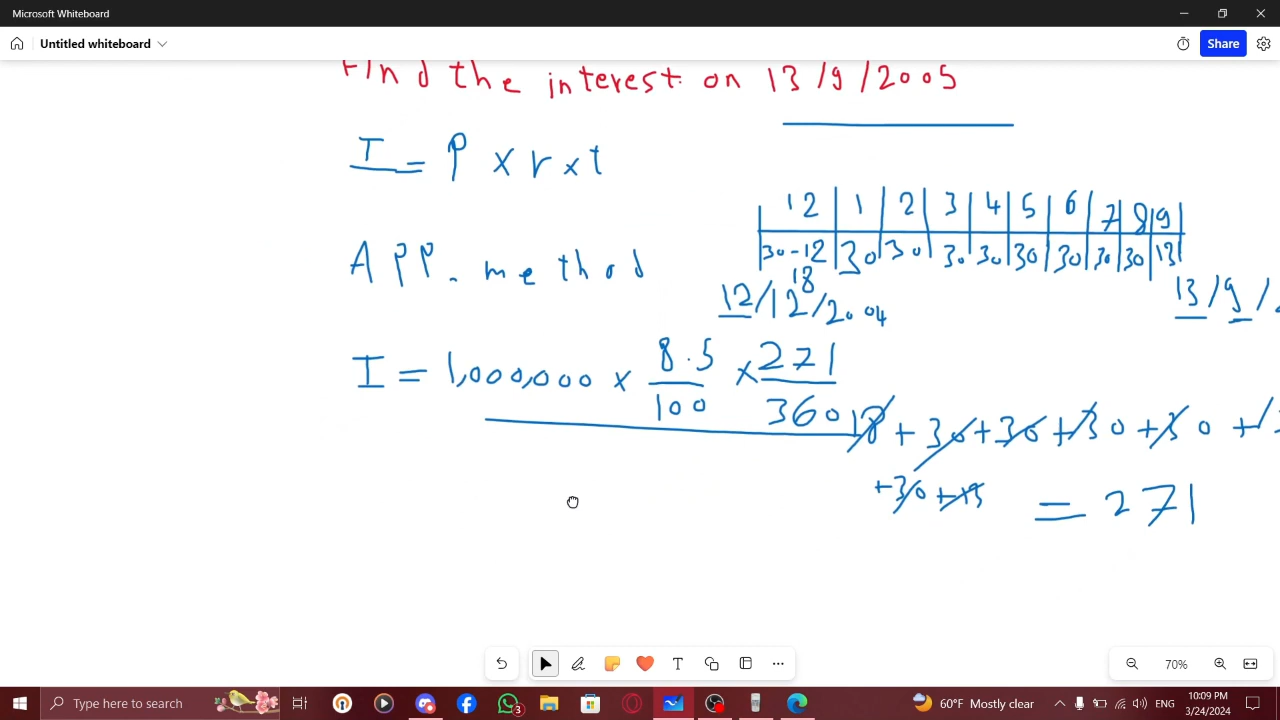 Microsoft Whiteboard
Untitled whiteboard
Share
Find the interest on 13/9/2005
I = P x r x t
12 1 2 3 4 5 6 7 8 9
30-12 30 30 30 30 30 30 30 30 13
18
APP. method
12/12/2004
13/9/
I = 1,000,000 x 8.5/100 x 271/360
18 + 30 + 30 + 30 + 30 +
+30 + 13 = 271
70%
Type here to search
3
60°F Mostly clear
ENG
10:09 PM
3/24/2024